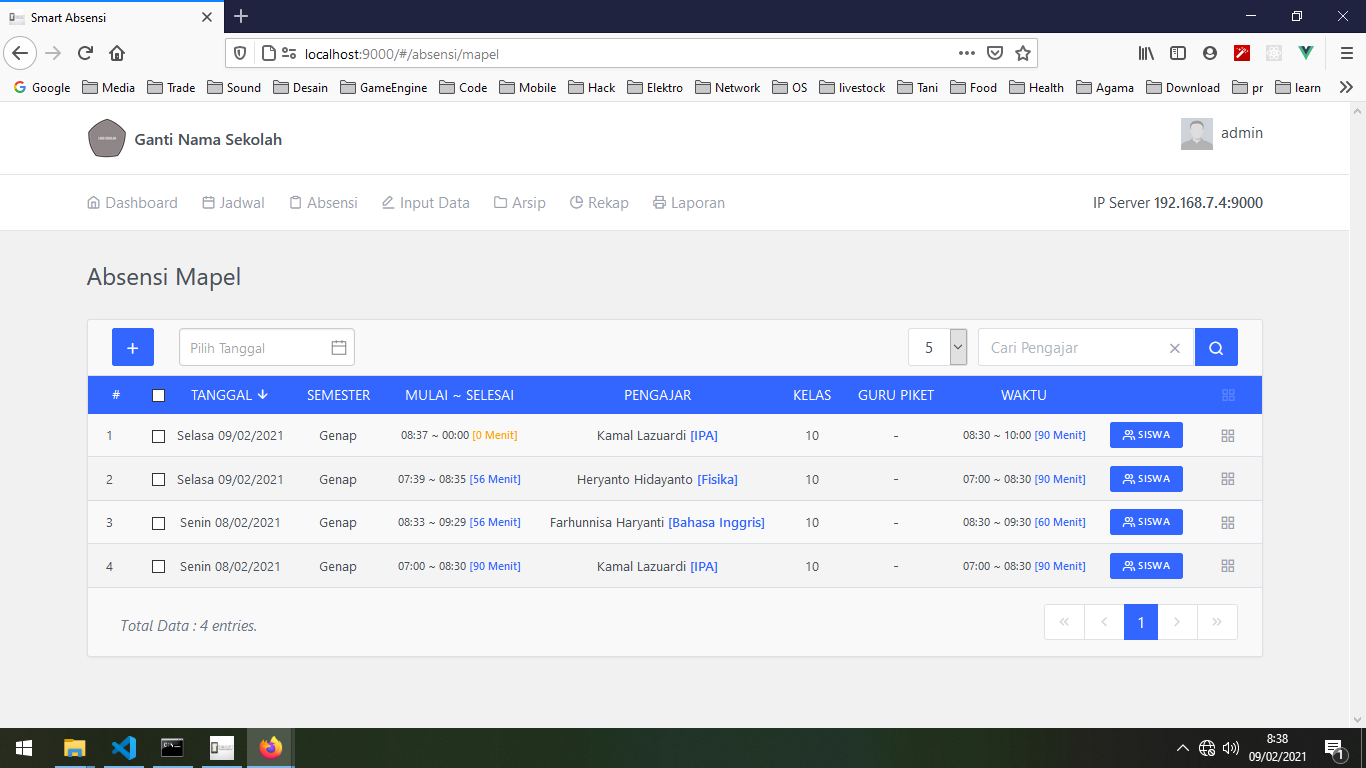 Smart Absensi
localhost:9000/#/absensi/mapel
Google Media Trade Sound Desain GameEngine Code Mobile Hack Elektro Network OS livestock Tani Food Health Agama Download pr learn
Ganti Nama Sekolah
admin
Dashboard Jadwal Absensi Input Data Arsip Rekap Laporan IP Server 192.168.7.4:9000
Absensi Mapel
+ Pilih Tanggal 5 Cari Pengajar
# TANGGAL SEMESTER MULAI ~ SELESAI PENGAJAR KELAS GURU PIKET WAKTU
1 Selasa 09/02/2021 Genap 08:37 ~ 00:00 [0 Menit] Kamal Lazuardi [IPA] 10 - 08:30 ~ 10:00 [90 Menit] SISWA
2 Selasa 09/02/2021 Genap 07:39 ~ 08:35 [56 Menit] Heryanto Hidayanto [Fisika] 10 - 07:00 ~ 08:30 [90 Menit] SISWA
3 Senin 08/02/2021 Genap 08:33 ~ 09:29 [56 Menit] Farhunnisa Haryanti [Bahasa Inggris] 10 - 08:30 ~ 09:30 [60 Menit] SISWA
4 Senin 08/02/2021 Genap 07:00 ~ 08:30 [90 Menit] Kamal Lazuardi [IPA] 10 - 07:00 ~ 08:30 [90 Menit] SISWA
Total Data : 4 entries.
« ‹ 1 › »
8:38
09/02/2021
1